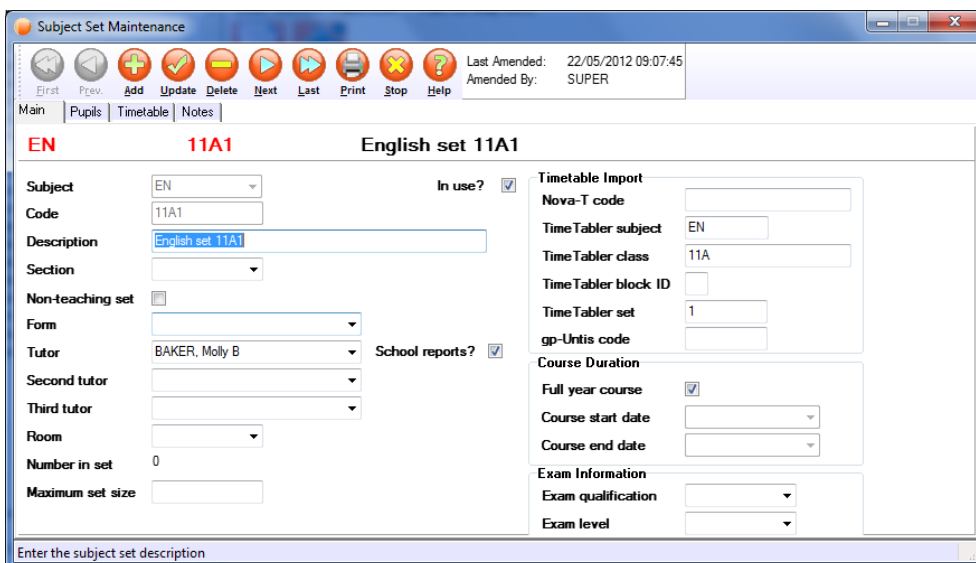 Subject Set Maintenance
First Prev. Add Update Delete Next Last Print Stop Help
Last Amended: 22/05/2012 09:07:45
Amended By: SUPER
Main Pupils Timetable Notes
EN 11A1 English set 11A1
Subject EN In use?
Code 11A1
Description English set 11A1
Section
Non-teaching set
Form
Tutor BAKER, Molly B School reports?
Second tutor
Third tutor
Room
Number in set 0
Maximum set size
Timetable Import
Nova-T code
TimeTabler subject EN
TimeTabler class 11A
TimeTabler block ID
TimeTabler set 1
gp-Untis code
Course Duration
Full year course
Course start date
Course end date
Exam Information
Exam qualification
Exam level
Enter the subject set description